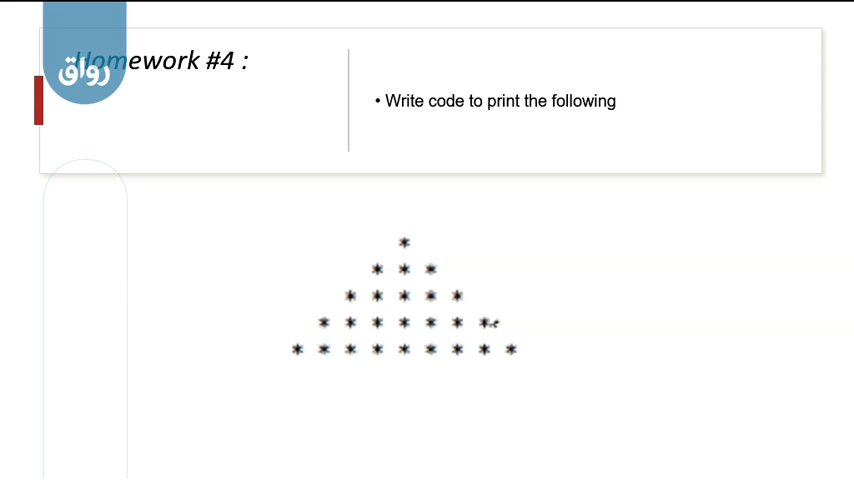 رواق
Homework #4 :
• Write code to print the following
*
* * *
* * * * *
* * * * * * *
* * * * * * * * *